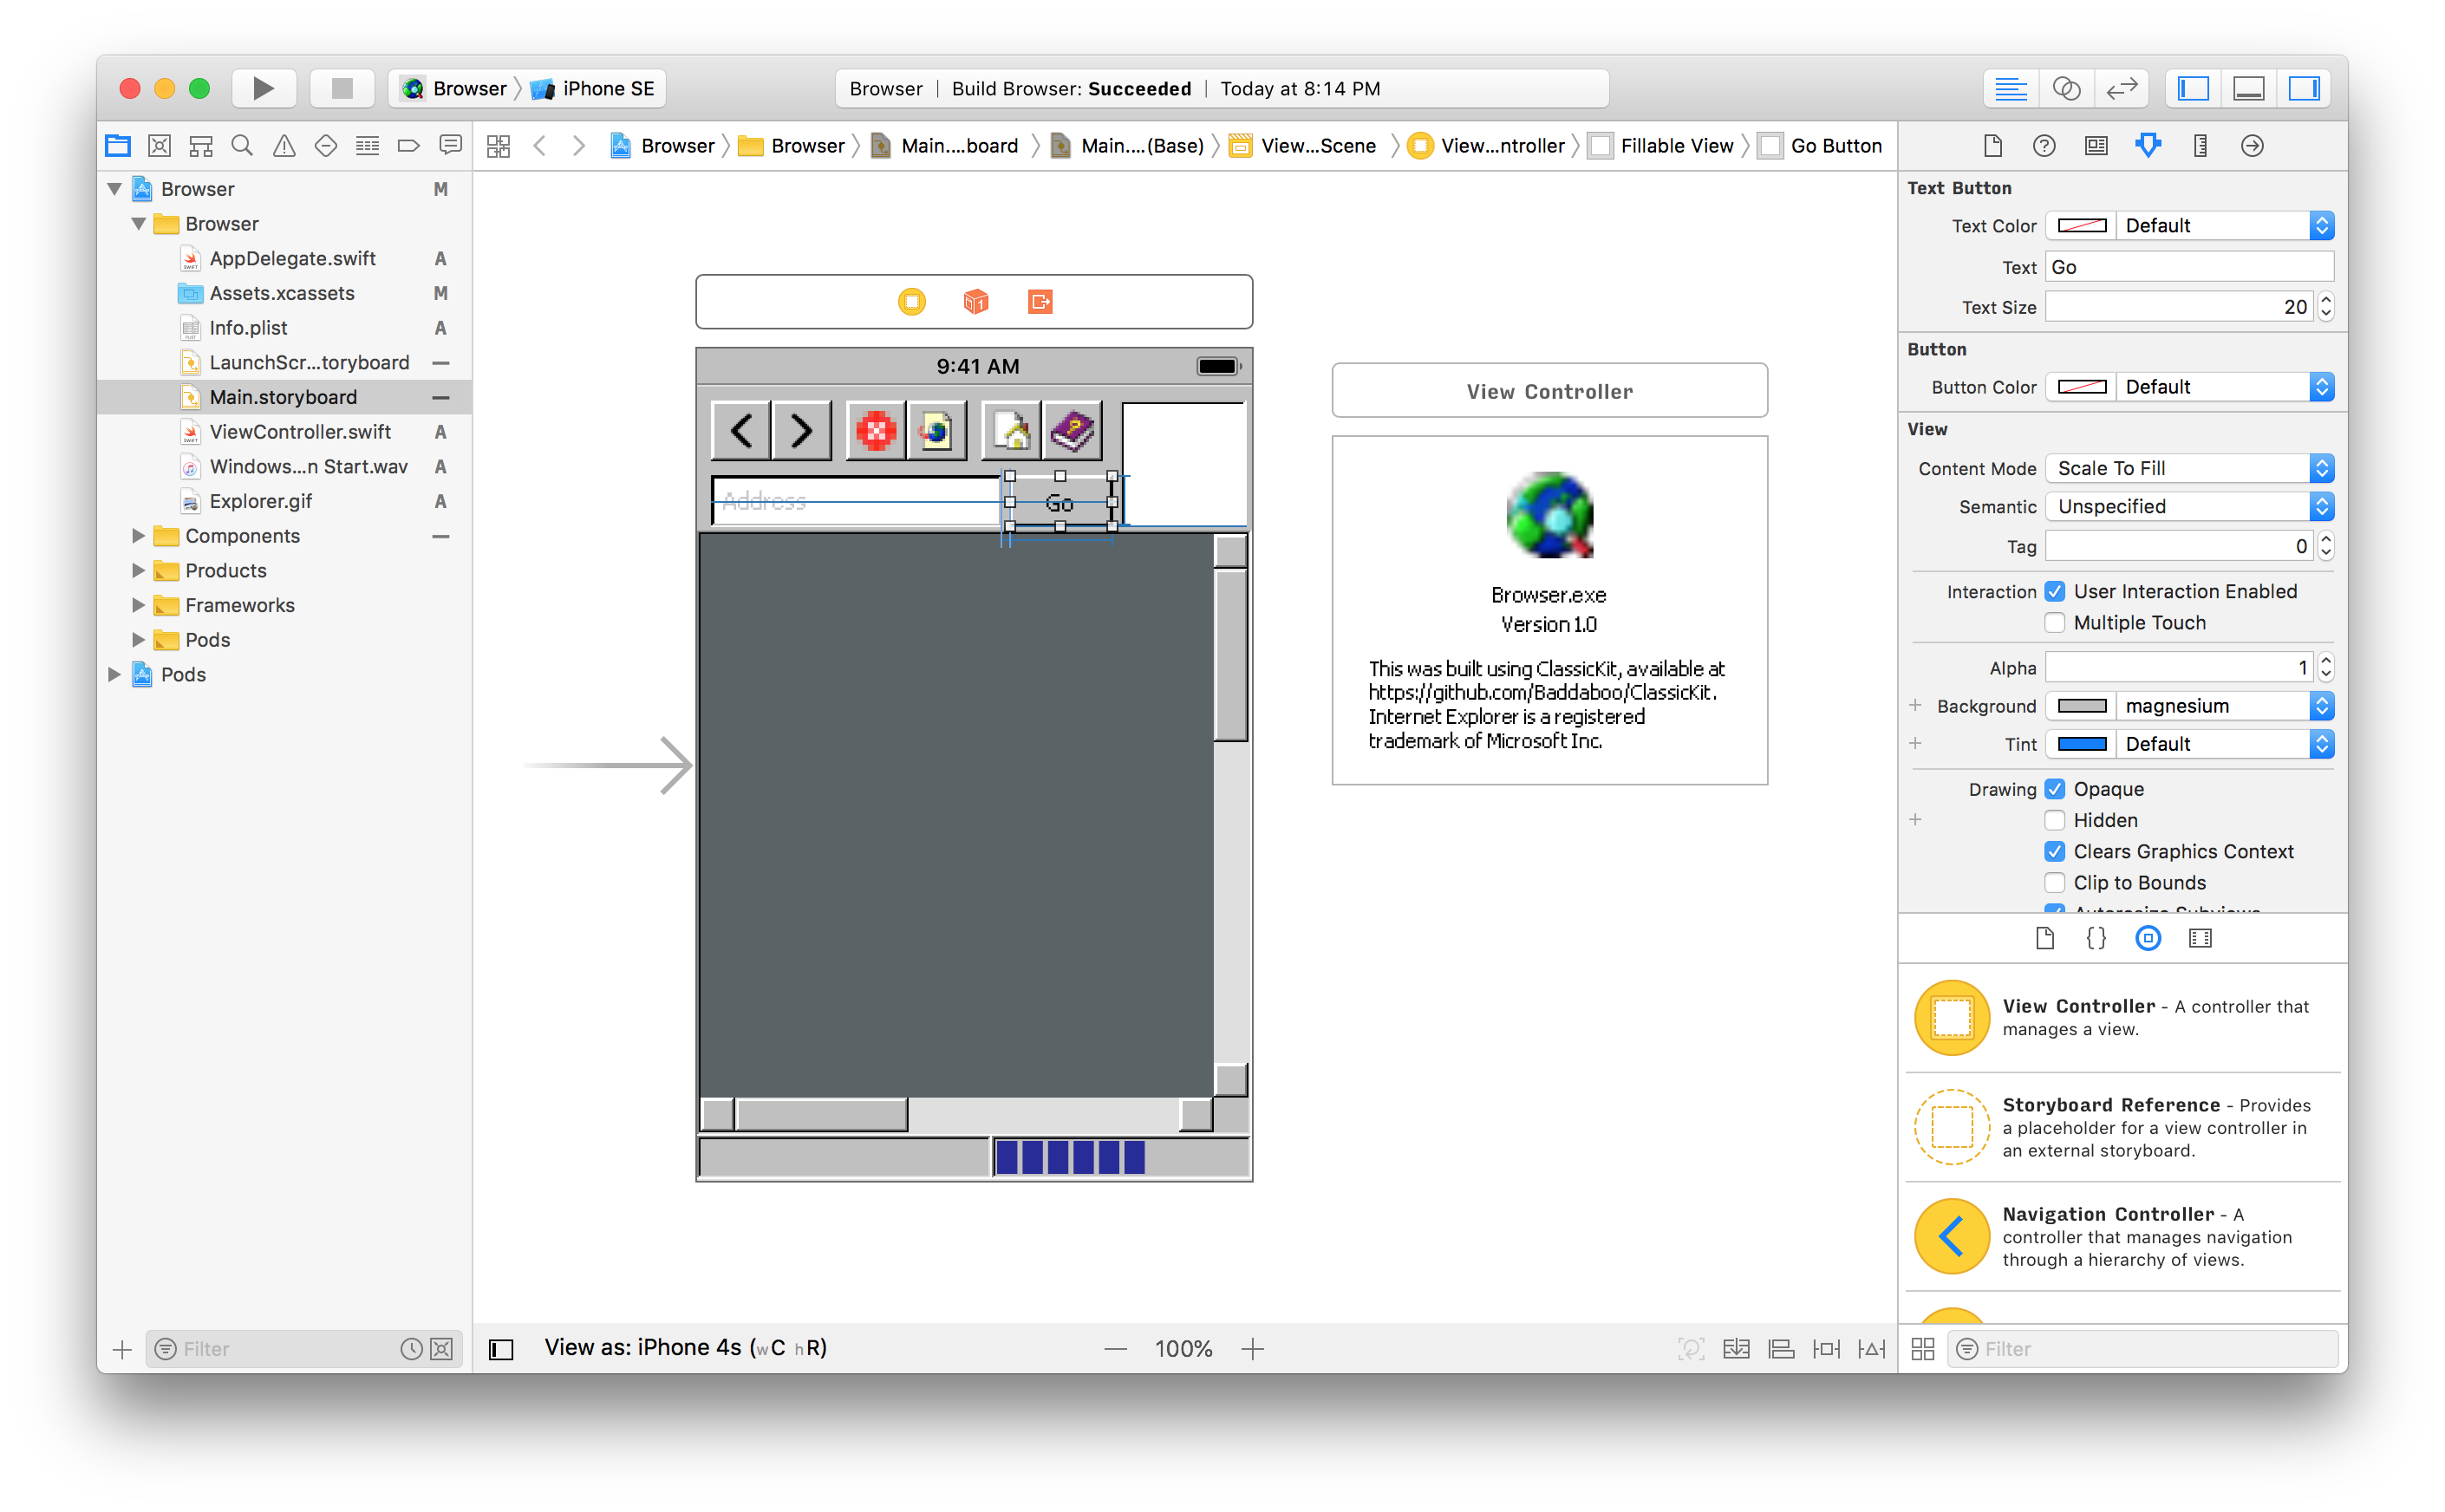 Browser
iPhone SE
Browser | Build Browser: Succeeded | Today at 8:14 PM
Browser
Browser
Main....board
Main....(Base)
View...Scene
View...ntroller
Fillable View
Go Button
Browser M
Browser
AppDelegate.swift A
Assets.xcassets M
Info.plist A
LaunchScr...toryboard
Main.storyboard
ViewController.swift A
Windows...n Start.wav A
Explorer.gif A
Components
Products
Frameworks
Pods
Pods
Filter
9:41 AM
Address
Go
View Controller
Browser.exe
Version 1.0
This was built using ClassicKit, available at
https://github.com/Baddaboo/ClassicKit.
Internet Explorer is a registered
trademark of Microsoft Inc.
View as: iPhone 4s (wC hR)
100%
Text Button
Text Color Default
Text Go
Text Size 20
Button
Button Color Default
View
Content Mode Scale To Fill
Semantic Unspecified
Tag 0
Interaction User Interaction Enabled
Multiple Touch
Alpha 1
Background magnesium
Tint Default
Drawing Opaque
Hidden
Clears Graphics Context
Clip to Bounds
Autoresize Subviews
View Controller - A controller that
manages a view.
Storyboard Reference - Provides
a placeholder for a view controller in
an external storyboard.
Navigation Controller - A
controller that manages navigation
through a hierarchy of views.
Filter